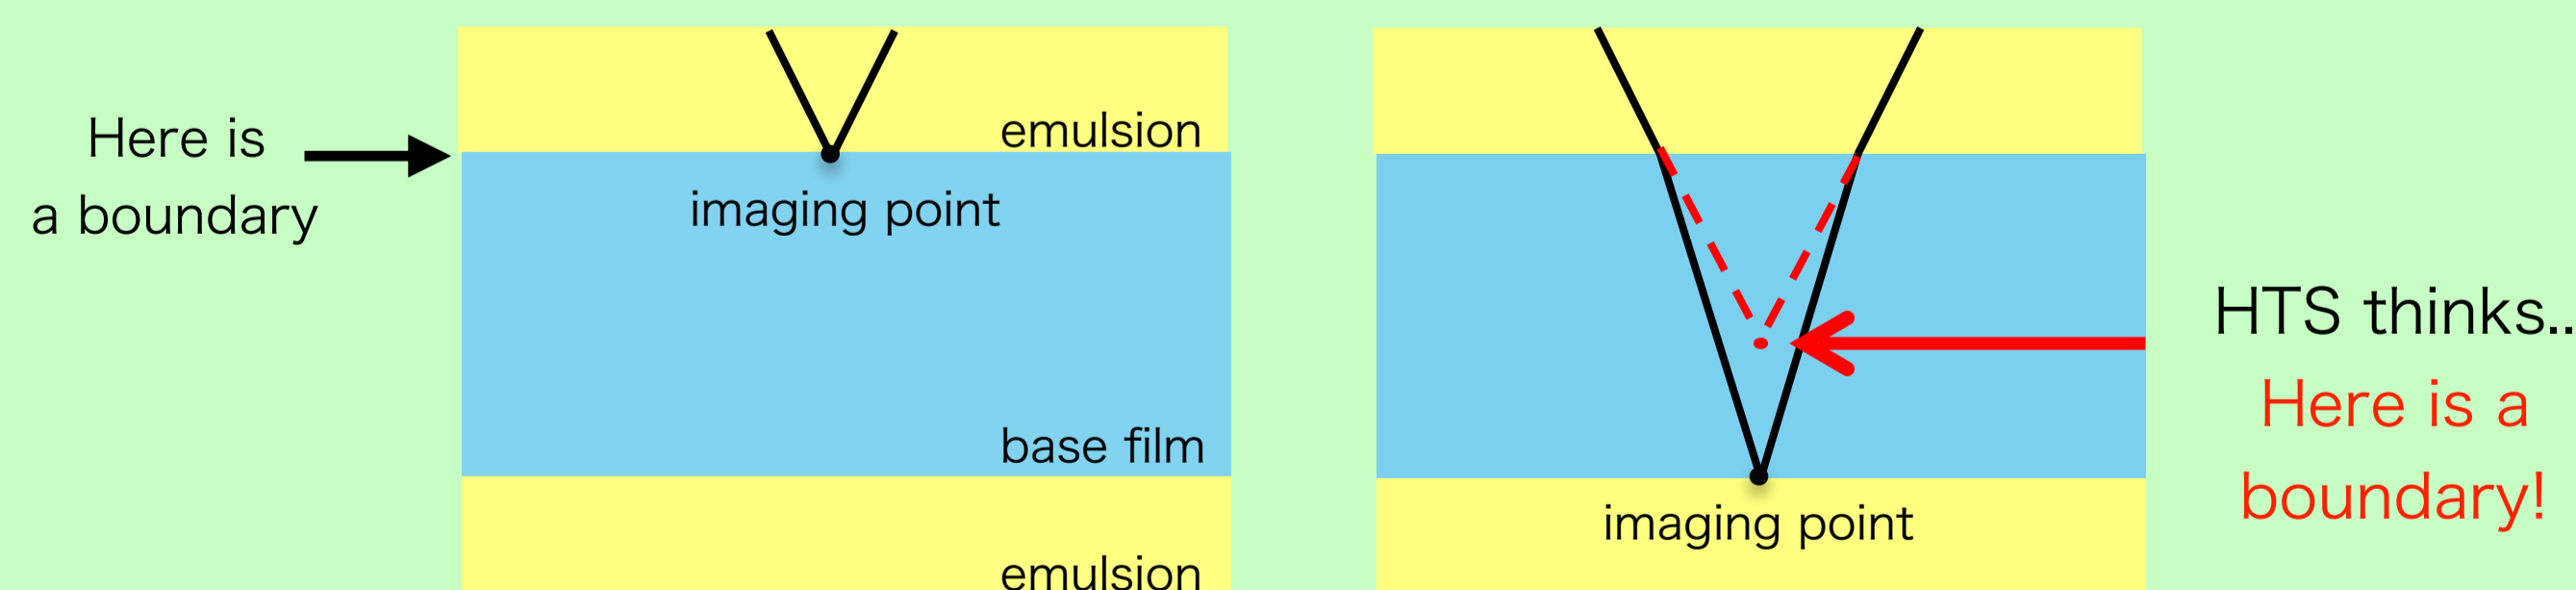 Here is
a boundary
emulsion
imaging point
base film
emulsion
imaging point
HTS thinks..
Here is a
boundary!